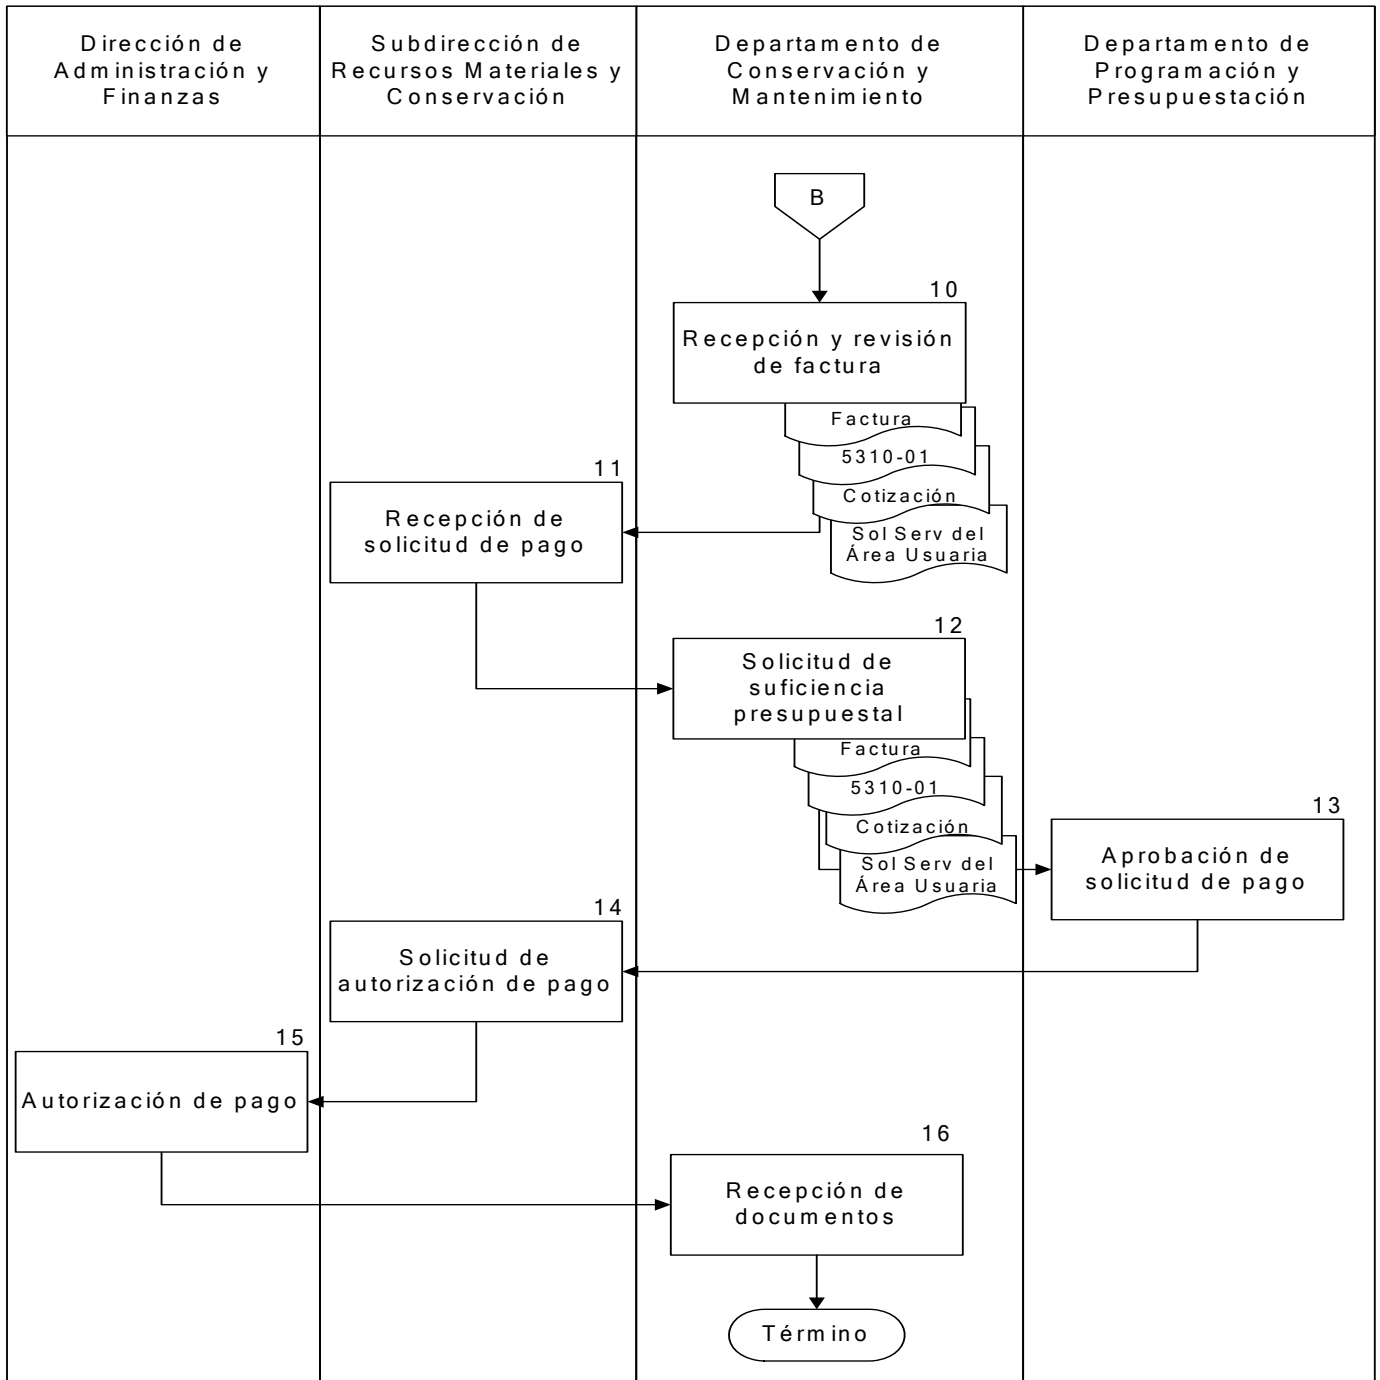 Dirección de
Administración y
Finanzas
Subdirección de
Recursos Materiales y
Conservación
Departamento de
Conservación y
Mantenimiento
Departamento de
Programación y
Presupuestación
B
10
Recepción y revisión
de factura
Factura
5310-01
Cotización
Sol Serv del
Área Usuaria
11
Recepción de
solicitud de pago
12
Solicitud de
suficiencia
presupuestal
Factura
5310-01
Cotización
Sol Serv del
Área Usuaria
13
Aprobación de
solicitud de pago
14
Solicitud de
autorización de pago
15
Autorización de pago
16
Recepción de
documentos
Término